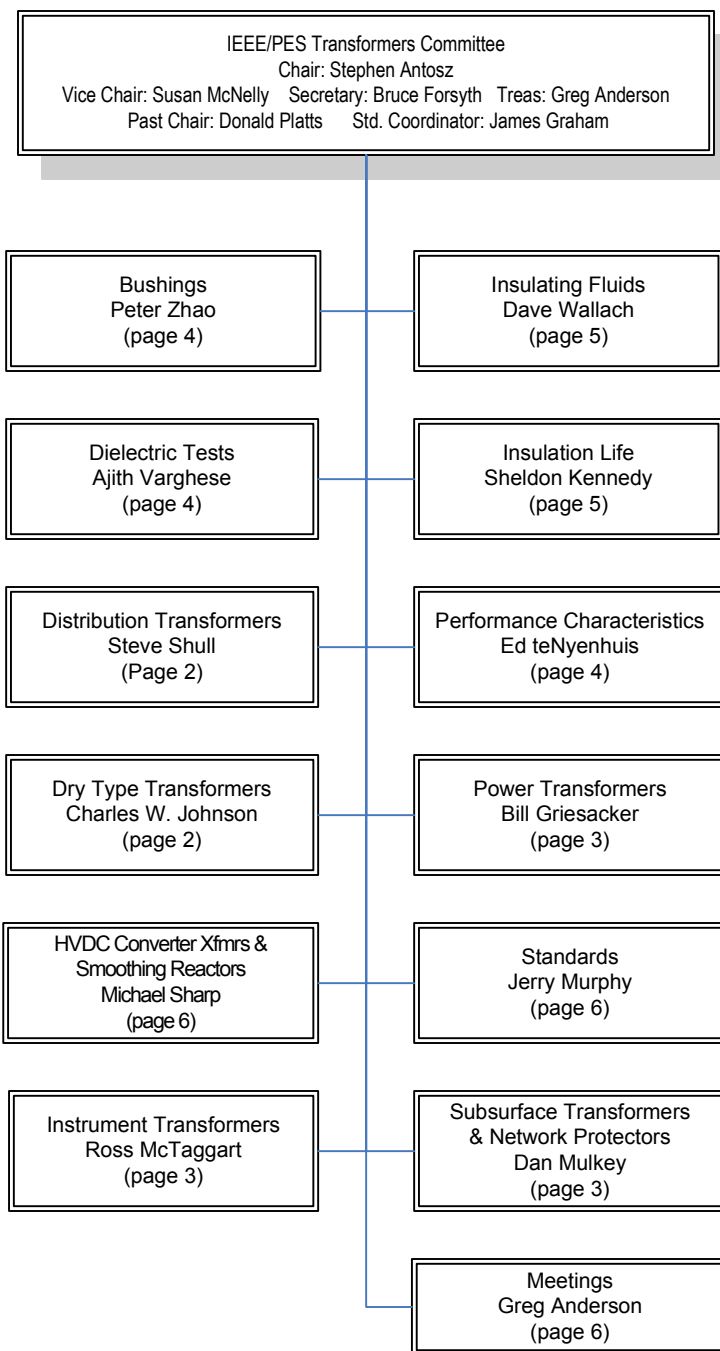 IEEE/PES Transformers Committee
Chair: Stephen Antosz
Vice Chair: Susan McNelly Secretary: Bruce Forsyth Treas: Greg Anderson
Past Chair: Donald Platts Std. Coordinator: James Graham
Bushings
Peter Zhao
(page 4)
Insulating Fluids
Dave Wallach
(page 5)
Dielectric Tests
Ajith Varghese
(page 4)
Insulation Life
Sheldon Kennedy
(page 5)
Distribution Transformers
Steve Shull
(Page 2)
Performance Characteristics
Ed teNyenhuis
(page 4)
Dry Type Transformers
Charles W. Johnson
(page 2)
Power Transformers
Bill Griesacker
(page 3)
HVDC Converter Xfmrs &
Smoothing Reactors
Michael Sharp
(page 6)
Standards
Jerry Murphy
(page 6)
Instrument Transformers
Ross McTaggart
(page 3)
Subsurface Transformers
& Network Protectors
Dan Mulkey
(page 3)
Meetings
Greg Anderson
(page 6)